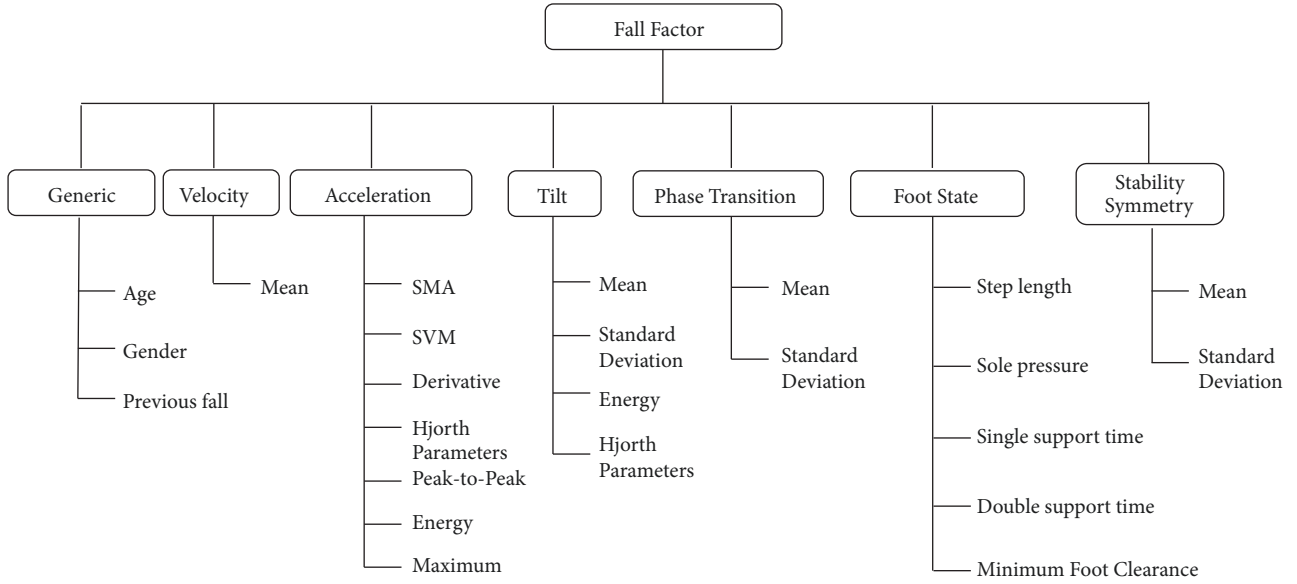 Fall Factor
Generic
Velocity
Acceleration
Tilt
Phase Transition
Foot State
Stability
Symmetry
Age
Gender
Previous fall
Mean
SMA
SVM
Derivative
Hjorth
Parameters
Peak-to-Peak
Energy
Maximum
Mean
Standard
Deviation
Energy
Hjorth
Parameters
Mean
Standard
Deviation
Step length
Sole pressure
Single support time
Double support time
Minimum Foot Clearance
Mean
Standard
Deviation